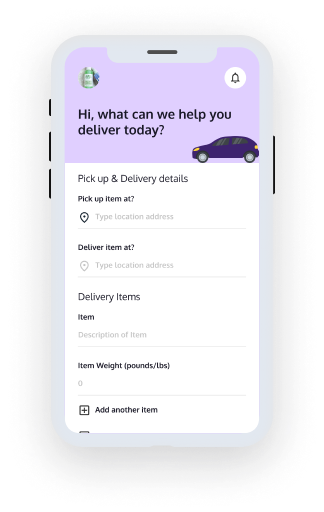 Hi, what can we help you
deliver today?
Pick up & Delivery details
Pick up item at?
Type location address
Deliver item at?
Type location address
Delivery Items
Item
Description of Item
Item Weight (pounds/lbs)
0
Add another item